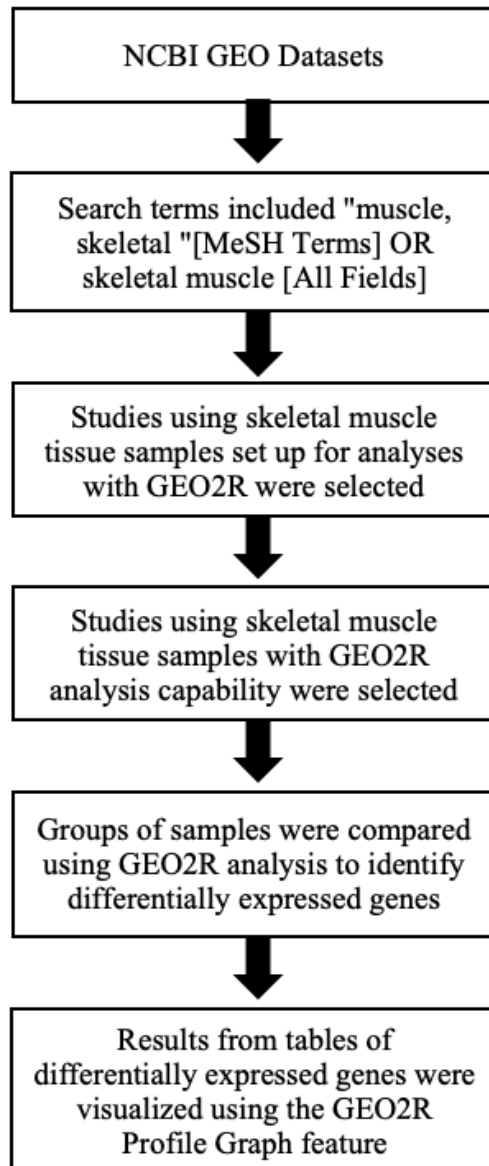 NCBI GEO Datasets
Search terms included "muscle,
skeletal "[MeSH Terms] OR
skeletal muscle [All Fields]
Studies using skeletal muscle
tissue samples set up for analyses
with GEO2R were selected
Studies using skeletal muscle
tissue samples with GEO2R
analysis capability were selected
Groups of samples were compared
using GEO2R analysis to identify
differentially expressed genes
Results from tables of
differentially expressed genes were
visualized using the GEO2R
Profile Graph feature